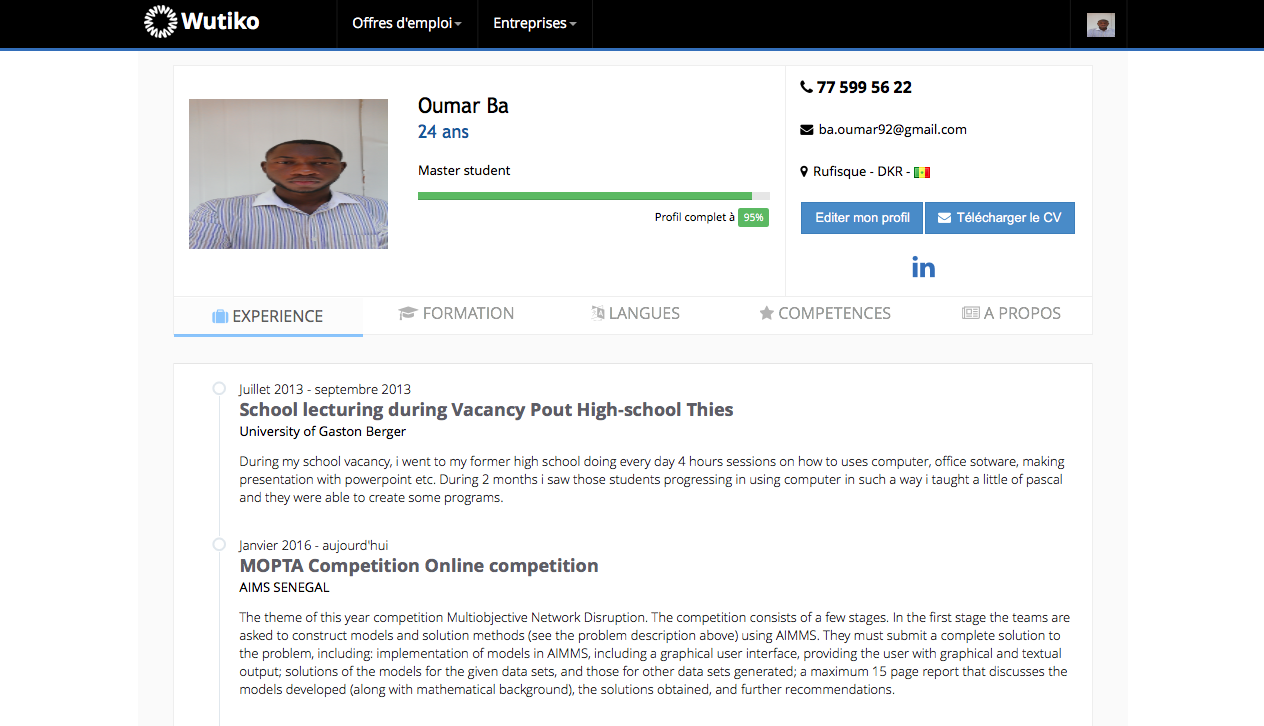 Wutiko
Offres d'emploi
Entreprises
Oumar Ba
24 ans
Master student
Profil complet à 95%
77 599 56 22
ba.oumar92@gmail.com
Rufisque - DKR -
Editer mon profil
Télécharger le CV
in
EXPERIENCE
FORMATION
LANGUES
COMPETENCES
A PROPOS
Juillet 2013 - septembre 2013
School lecturing during Vacancy Pout High-school Thies
University of Gaston Berger
During my school vacancy, i went to my former high school doing every day 4 hours sessions on how to uses computer, office sotware, making
presentation with powerpoint etc. During 2 months i saw those students progressing in using computer in such a way i taught a little of pascal
and they were able to create some programs.
Janvier 2016 - aujourd'hui
MOPTA Competition Online competition
AIMS SENEGAL
The theme of this year competition Multiobjective Network Disruption. The competition consists of a few stages. In the first stage the teams are
asked to construct models and solution methods (see the problem description above) using AIMMS. They must submit a complete solution to
the problem, including: implementation of models in AIMMS, including a graphical user interface, providing the user with graphical and textual
output; solutions of the models for the given data sets, and those for other data sets generated; a maximum 15 page report that discusses the
models developed (along with mathematical background), the solutions obtained, and further recommendations.